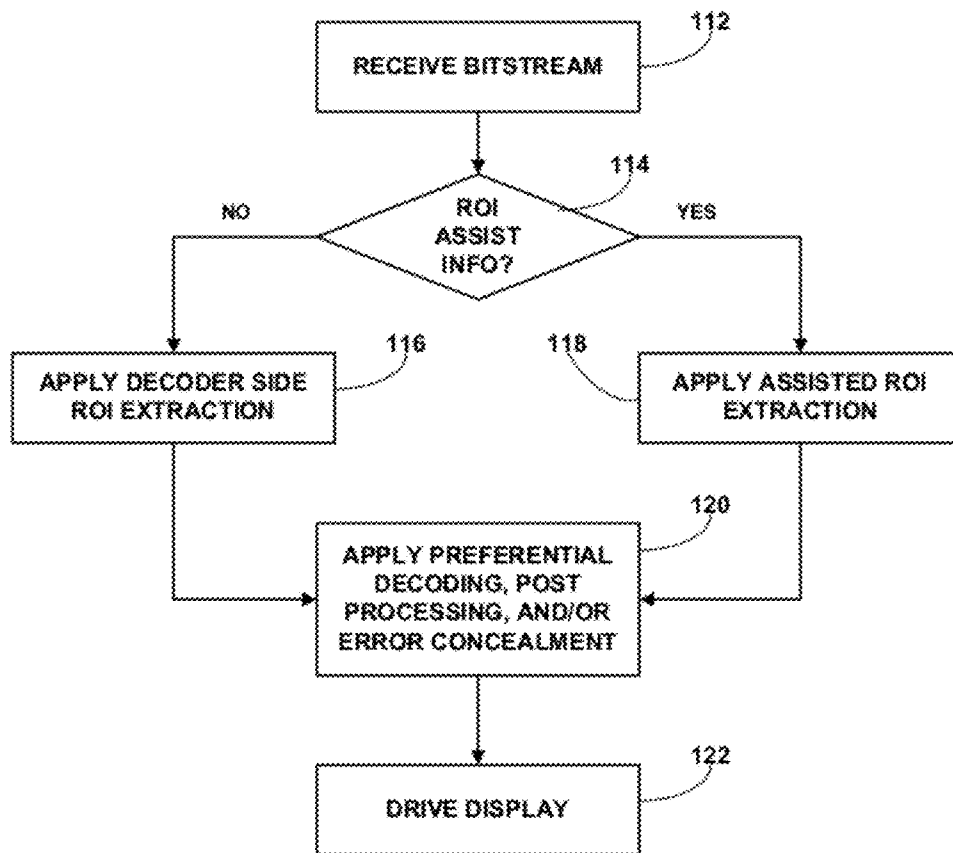 112
RECEIVE BITSTREAM
114
NO
ROI
ASSIST
INFO?
YES
116
APPLY DECODER SIDE
ROI EXTRACTION
118
APPLY ASSISTED ROI
EXTRACTION
120
APPLY PREFERENTIAL
DECODING, POST
PROCESSING, AND/OR
ERROR CONCEALMENT
122
DRIVE DISPLAY